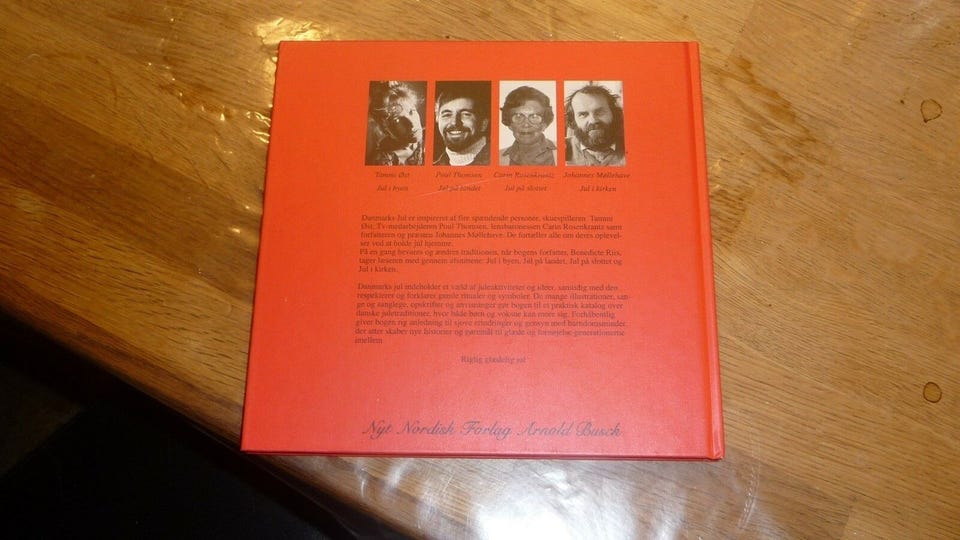 Tammi Øst Poul Thomsen Carin Rosenkrantz Johannes Møllehave
Jul i byen Jul på landet Jul på slottet Jul i kirken
Danmarks Jul er inspireret af fire spændende personer, skuespilleren Tammi
Øst, Tv-medarbejderen Poul Thomsen, lensbaronessen Carin Rosenkrantz samt
forfatteren og præsten Johannes Møllehave. De fortæller alle om deres oplevel-
ser ved at holde jul hjemme.
På en gang bevares og ændres traditionen, når bogens forfatter, Benedicte Riis,
tager læseren med gennem afsnittene: Jul i byen, Jul på landet, Jul på slottet og
Jul i kirken.
Danmarks jul indeholder et væld af juleaktiviteter og ideer, samtidig med den
respekterer og forklarer gamle ritualer og symboler. De mange illustrationer, san-
ge og sanglege, opskrifter og anvisninger gør bogen til et praktisk katalog over
danske juletraditioner, hvor både børn og voksne kan more sig. Forhåbentlig
giver bogen rig anledning til sjove erindringer og gensyn med barndomsminder,
der atter skaber nye historier og gøremål til glæde og fornøjelse generationerne
imellem
Rigtig glædelig jul
Nyt Nordisk Forlag Arnold Busck